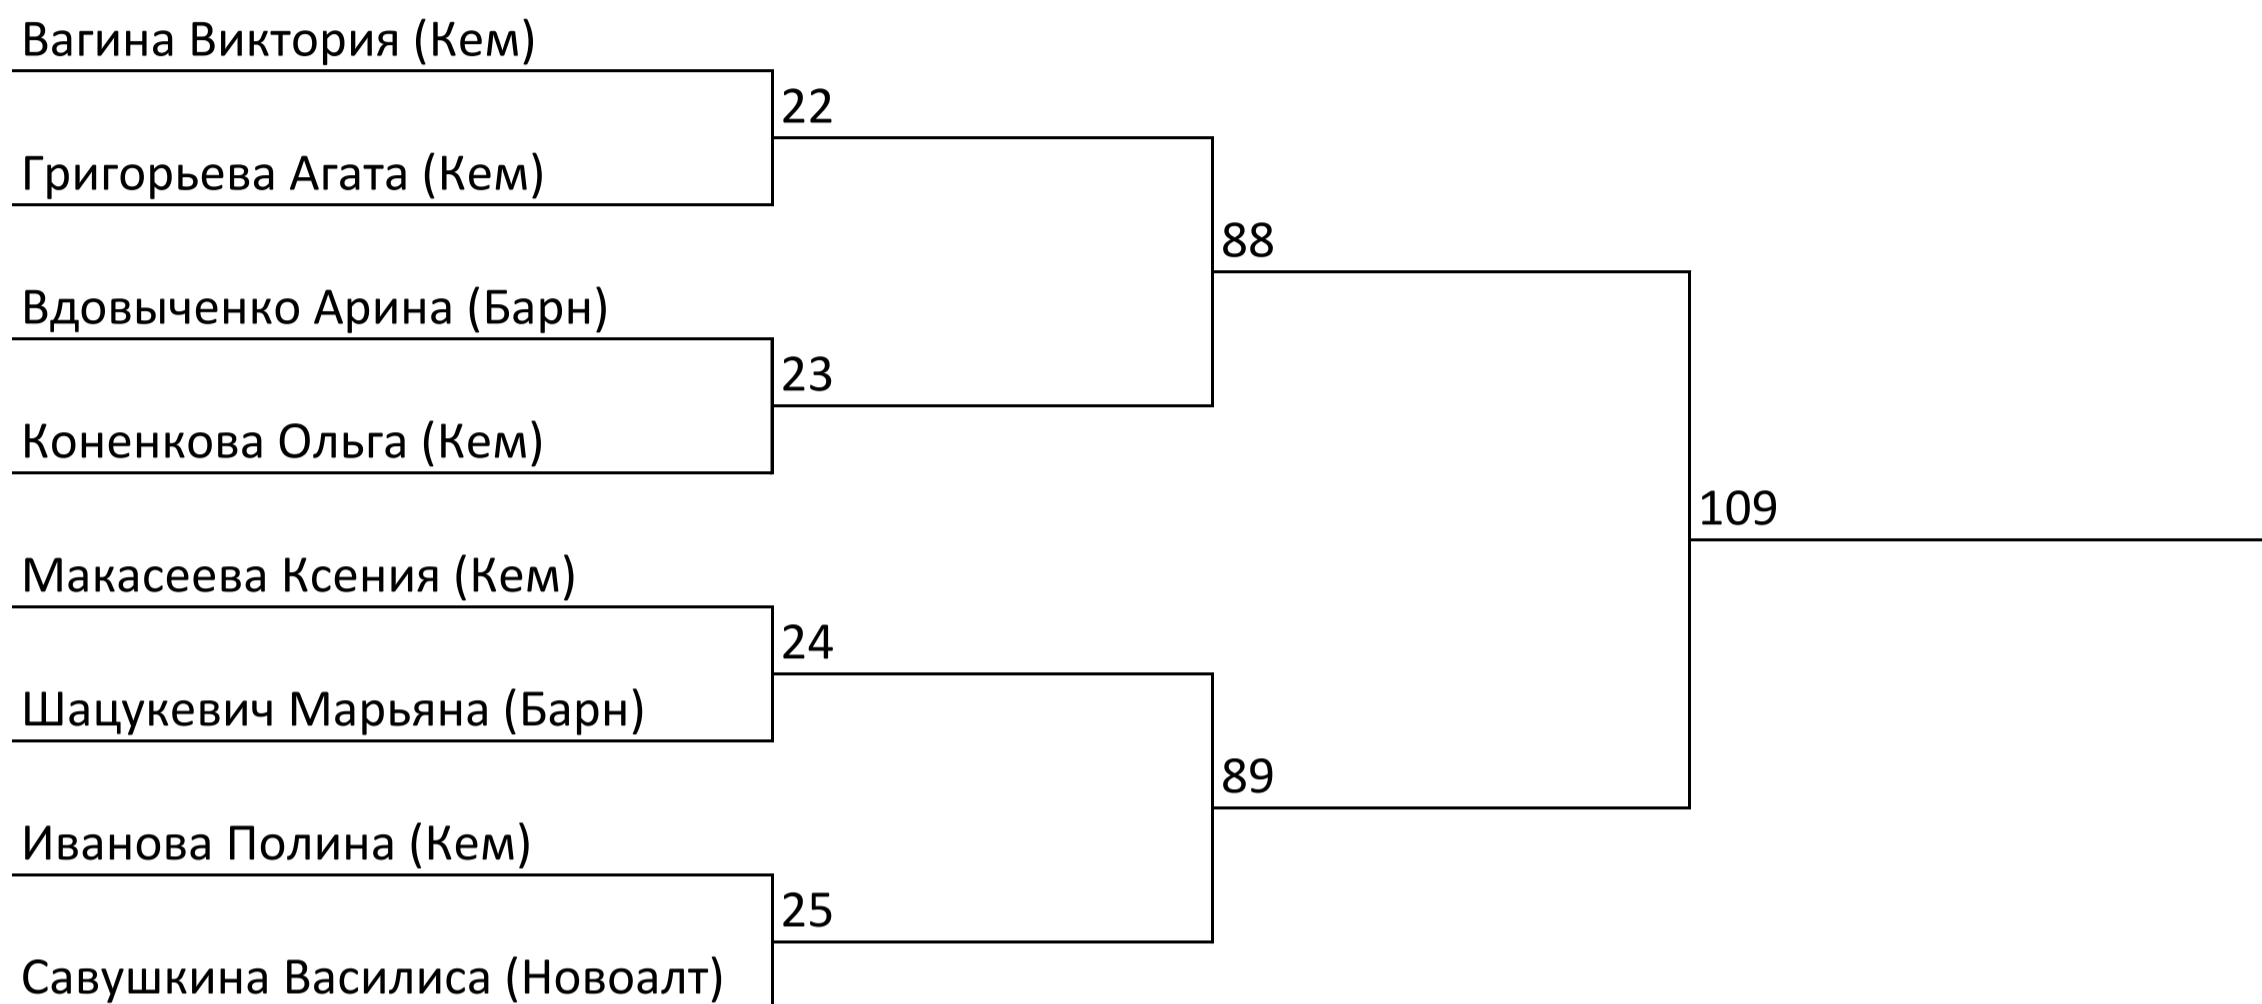 Вагина Виктория (Кем)
22
Григорьева Агата (Кем)
88
Вдовыченко Арина (Барн)
23
Коненкова Ольга (Кем)
109
Макасеева Ксения (Кем)
24
Шацукевич Марьяна (Барн)
89
Иванова Полина (Кем)
25
Савушкина Василиса (Новоалт)